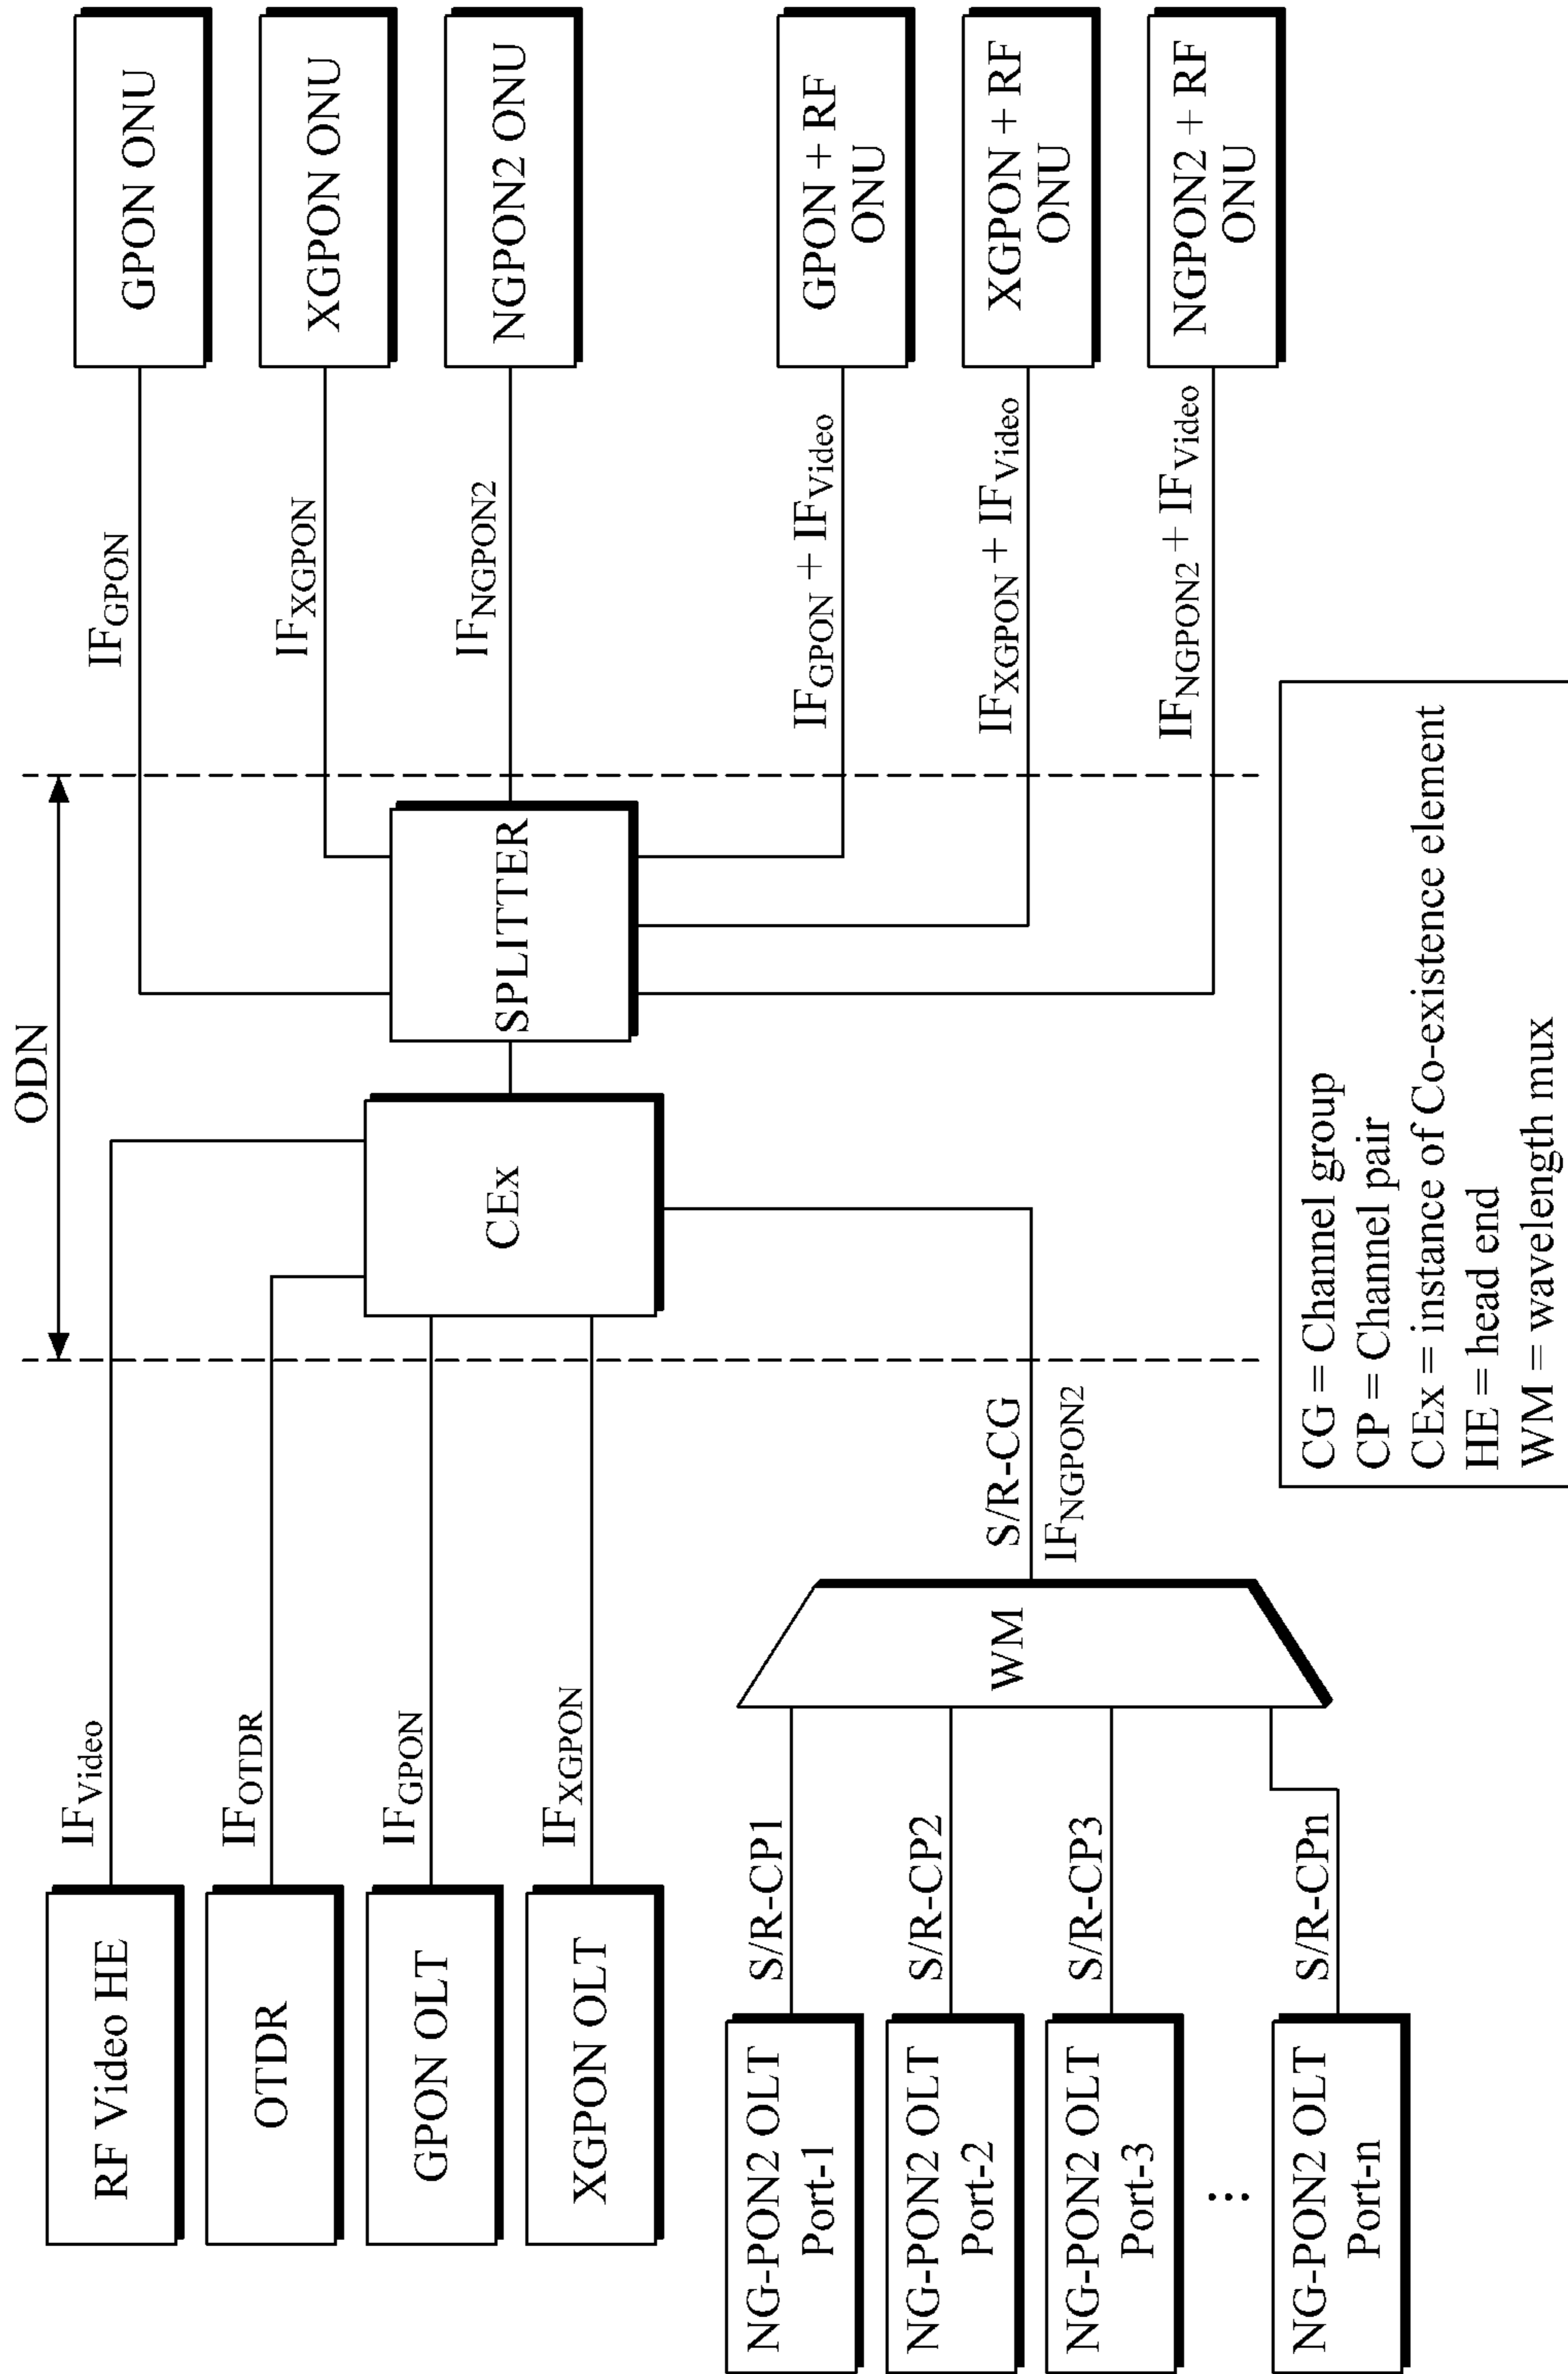 ODN
RF Video HE
IFVideo
OTDR
IFOTDR
GPON OLT
IFGPON
XGPON OLT
IFXGPON
NG-PON2 OLT
Port-1
S/R-CP1
NG-PON2 OLT
Port-2
S/R-CP2
NG-PON2 OLT
Port-3
S/R-CP3
...
NG-PON2 OLT
Port-n
S/R-CPn
WM
S/R-CG
IFNGPON2
CEx
SPLITTER
IFGPON
GPON ONU
IFXGPON
XGPON ONU
IFNGPON2
NGPON2 ONU
IFGPON + IFVideo
GPON + RF
ONU
IFXGPON + IFVideo
XGPON + RF
ONU
IFNGPON2 + IFVideo
NGPON2 + RF
ONU
CG = Channel group
CP = Channel pair
CEx = instance of Co-existence element
HE = head end
WM = wavelength mux